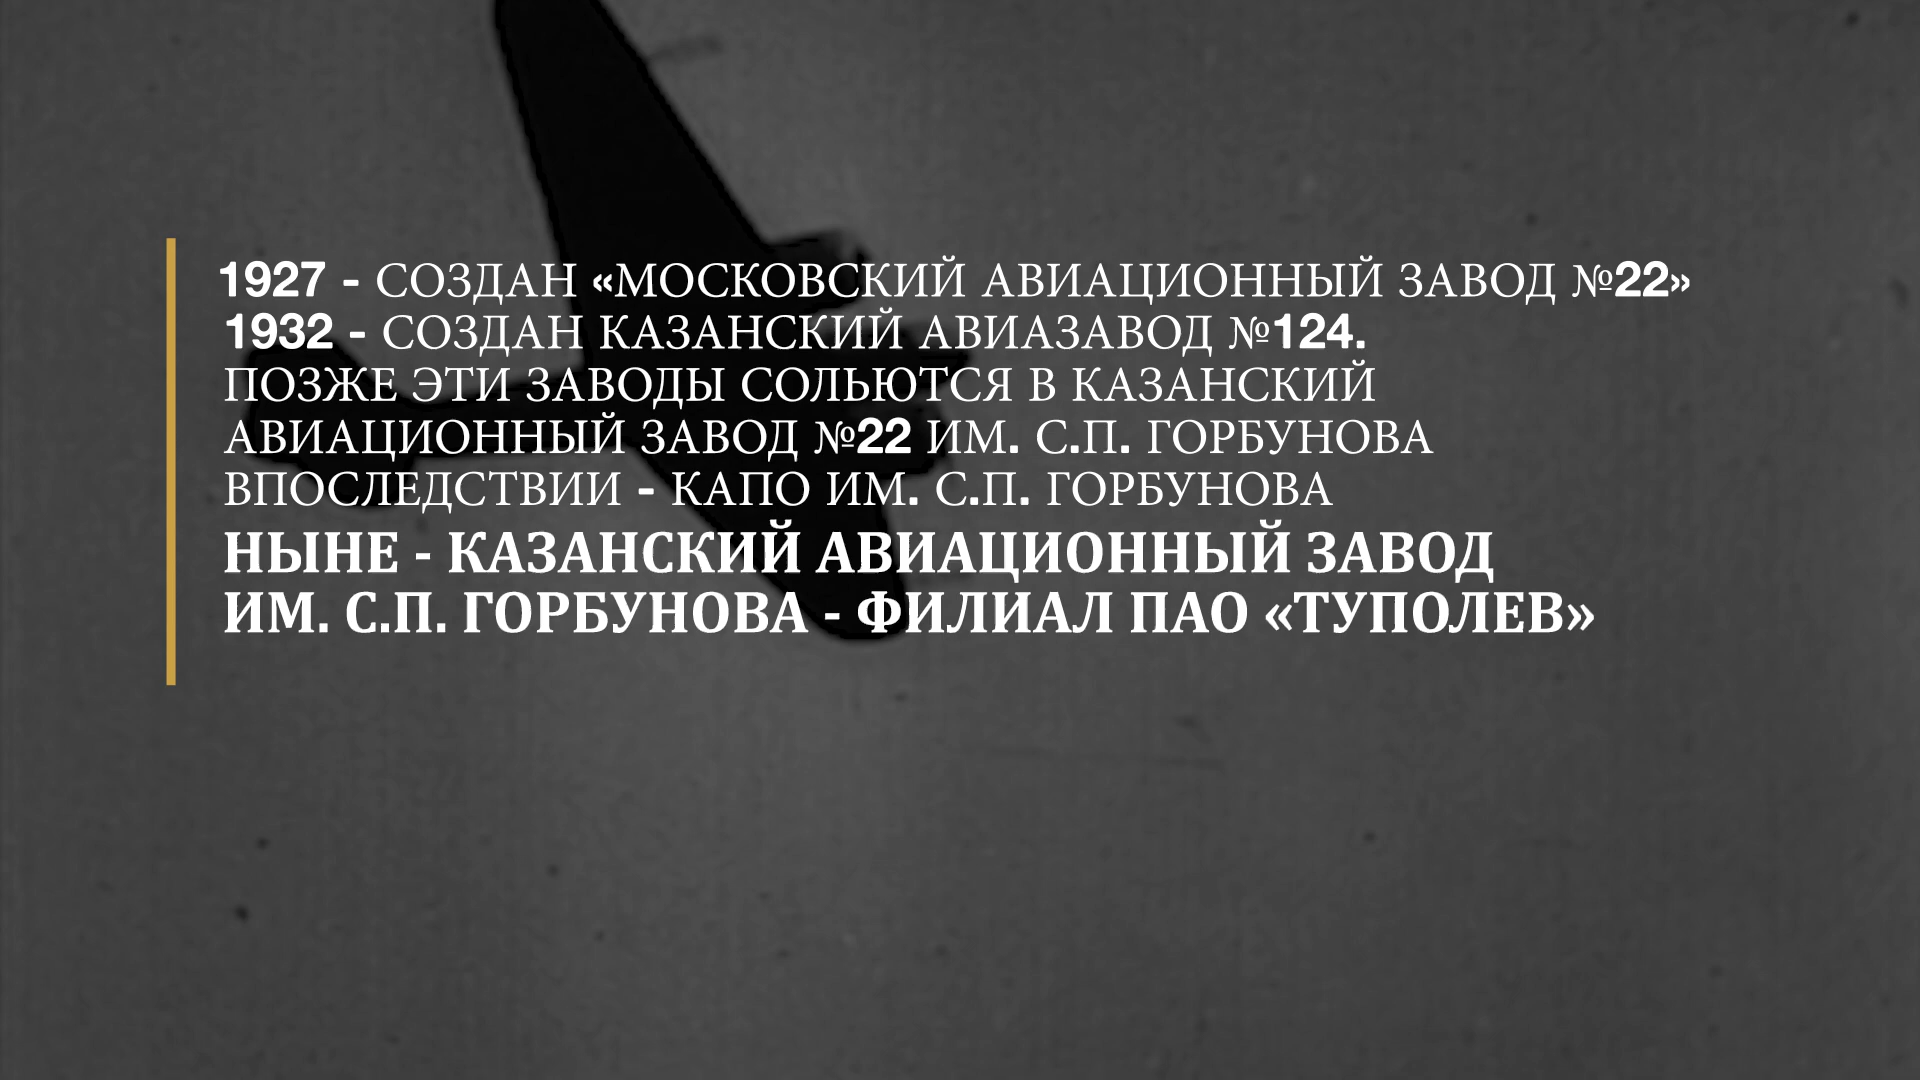 1927 - СОЗДАН «МОСКОВСКИЙ АВИАЦИОННЫЙ ЗАВОД №22»
1932 - СОЗДАН КАЗАНСКИЙ АВИАЗАВОД №124.
ПОЗЖЕ ЭТИ ЗАВОДЫ СОЛЬЮТСЯ В КАЗАНСКИЙ
АВИАЦИОННЫЙ ЗАВОД №22 ИМ. С.П. ГОРБУНОВА
ВПОСЛЕДСТВИИ - КАПО ИМ. С.П. ГОРБУНОВА
НЫНЕ - КАЗАНСКИЙ АВИАЦИОННЫЙ ЗАВОД
ИМ. С.П. ГОРБУНОВА - ФИЛИАЛ ПАО «ТУПОЛЕВ»